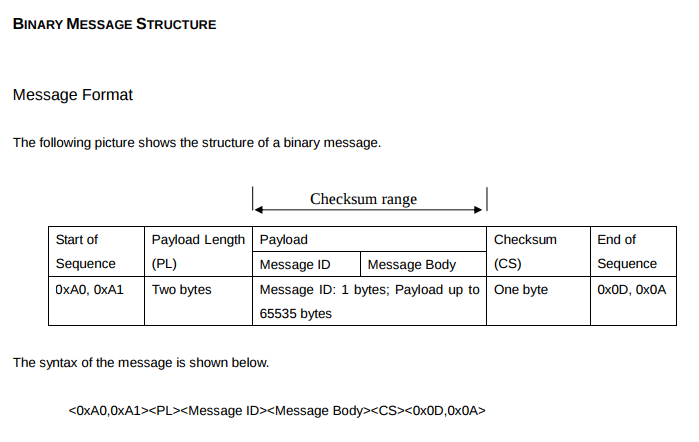 BINARY MESSAGE STRUCTURE
Message Format
The following picture shows the structure of a binary message.
Checksum range
Start of Sequence
Payload Length (PL)
Payload
Message ID
Message Body
Checksum (CS)
End of Sequence
0xA0, 0xA1
Two bytes
Message ID: 1 bytes; Payload up to
65535 bytes
One byte
0x0D, 0x0A
The syntax of the message is shown below.
<0xA0,0xA1><PL><Message ID><Message Body><CS><0x0D,0x0A>